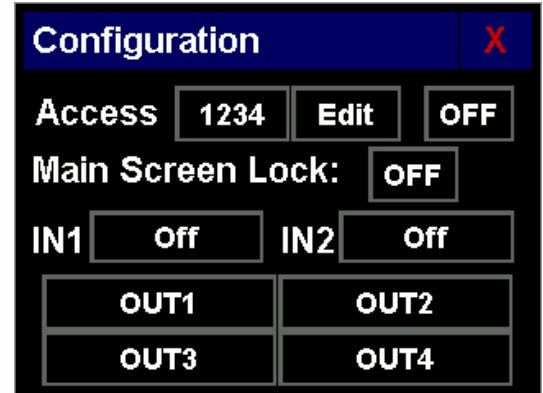 Configuration X
Access 1234 Edit OFF
Main Screen Lock: OFF
IN1 Off IN2 Off
OUT1 OUT2
OUT3 OUT4